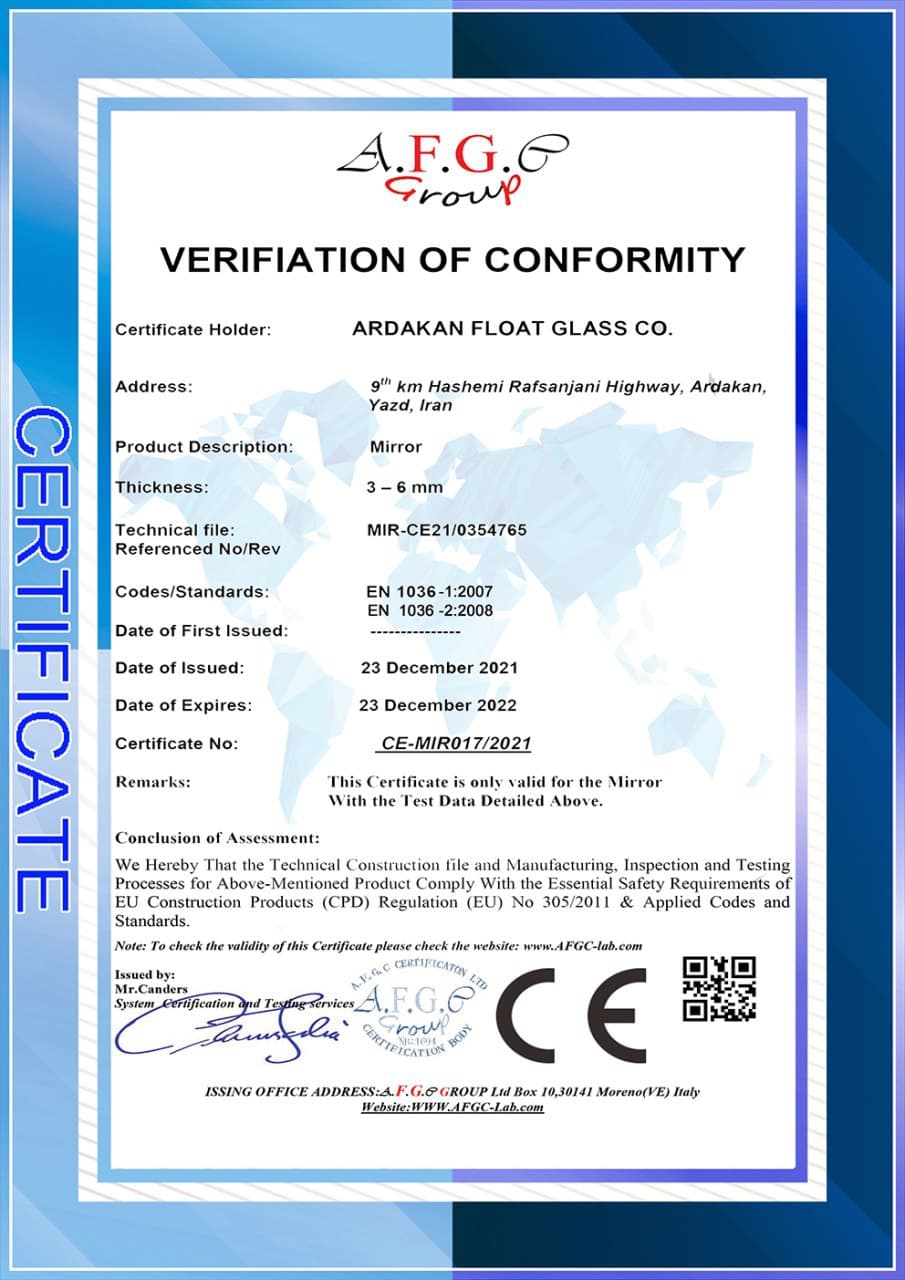 A.F.G.C
Group
VERIFIATION OF CONFORMITY
Certificate Holder: ARDAKAN FLOAT GLASS CO.
Address: 9th km Hashemi Rafsanjani Highway, Ardakan,
Yazd, Iran
Product Description: Mirror
Thickness: 3 – 6 mm
Technical file: MIR-CE21/0354765
Referenced No/Rev
Codes/Standards: EN 1036 -1:2007
EN 1036 -2:2008
Date of First Issued: ---------------
Date of Issued: 23 December 2021
Date of Expires: 23 December 2022
Certificate No: CE-MIR017/2021
Remarks: This Certificate is only valid for the Mirror
With the Test Data Detailed Above.
Conclusion of Assessment:
We Hereby That the Technical Construction file and Manufacturing, Inspection and Testing
Processes for Above-Mentioned Product Comply With the Essential Safety Requirements of
EU Construction Products (CPD) Regulation (EU) No 305/2011 & Applied Codes and
Standards.
Note: To check the validity of this Certificate please check the website: www.AFGC-lab.com
Issued by:
Mr.Canders
System Certification and Testing services
A.F.G.C CERTIFICATON LTD
A.F.G.C
Group
CERTIFICATION BODY
CE
ISSING OFFICE ADDRESS:A.F.G.C GROUP Ltd Box 10,30141 Moreno(VE) Italy
Website:WWW.AFGC-Lab.com
CERTIFICATE